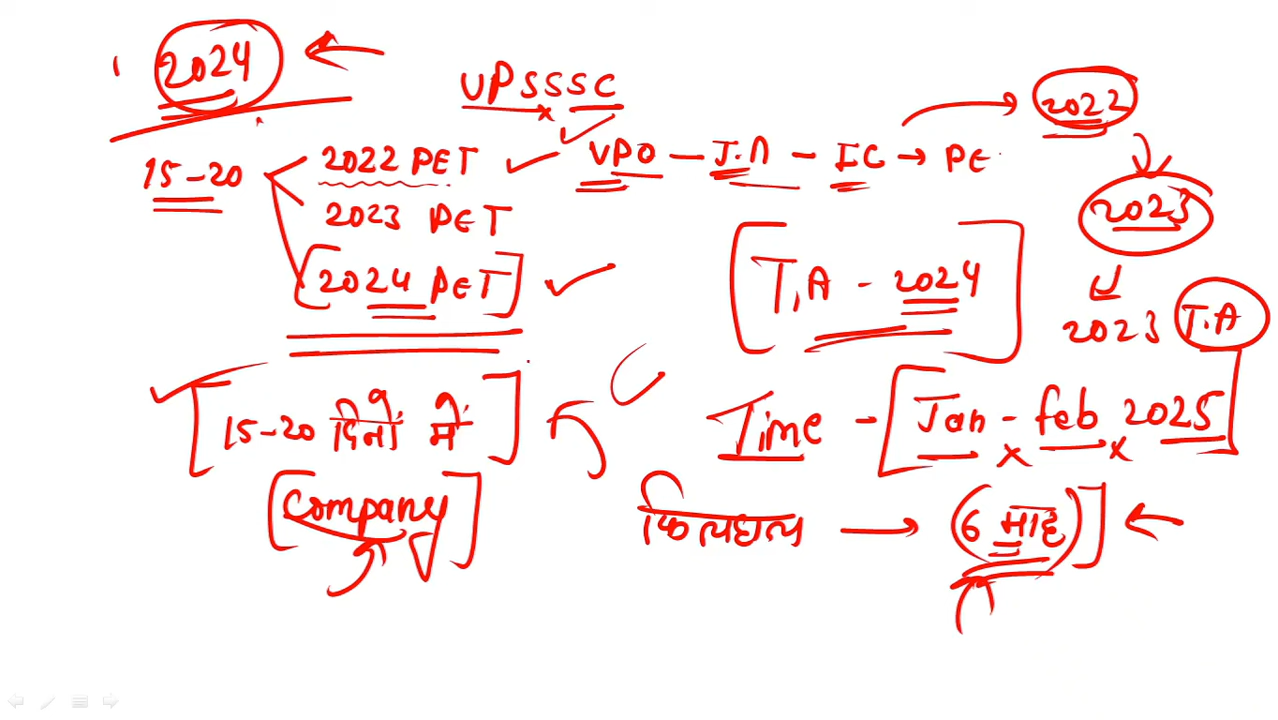 2024
UPSSSC
2022
15-20
2022 PET
VPO - J.A - IC → PE
2023 PET
2023
[2024 PET]
[T.A - 2024]
2023 T.A
[15-20 दिनों में]
Time - [Jan - feb 2025]
[Company]
→ (6 माह)]